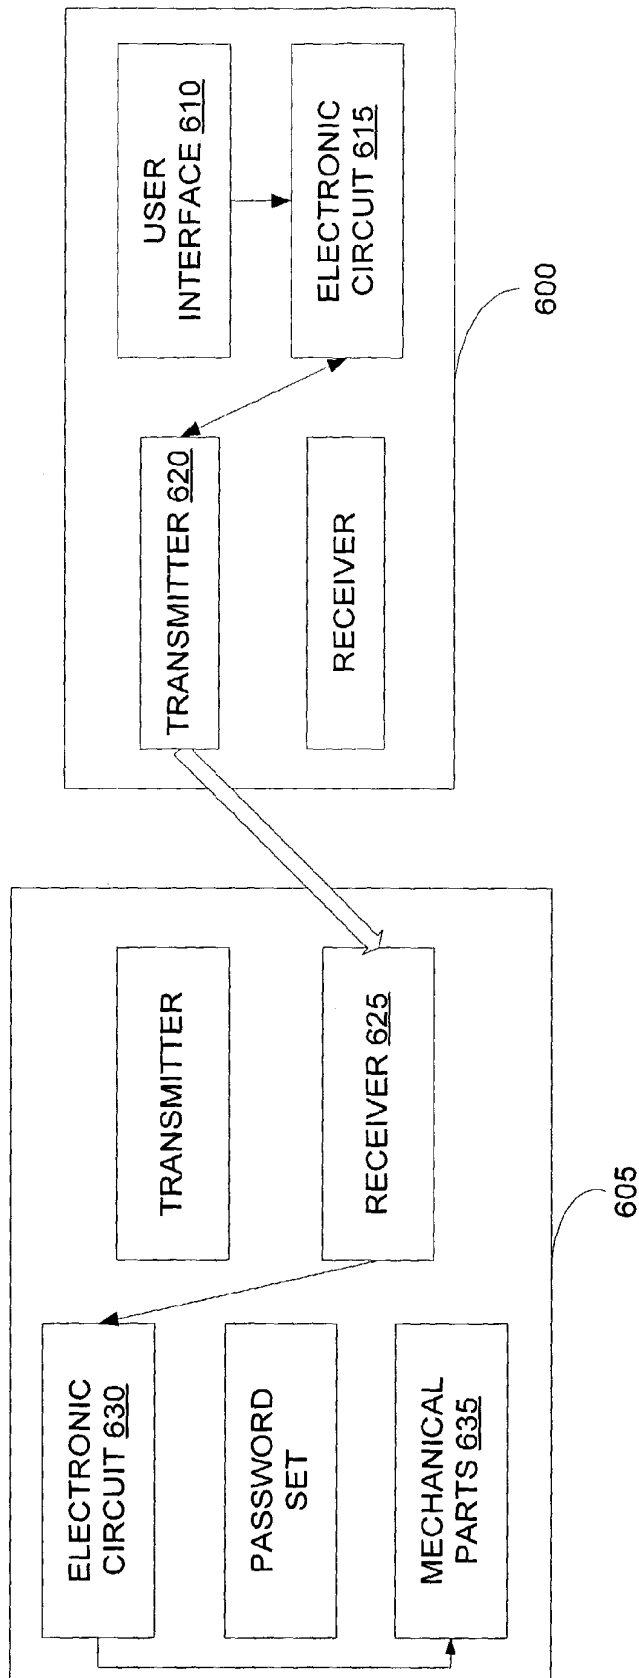 ELECTRONIC
CIRCUIT 630
PASSWORD
SET
MECHANICAL
PARTS 635
TRANSMITTER
RECEIVER 625
605
TRANSMITTER 620
RECEIVER
USER
INTERFACE 610
ELECTRONIC
CIRCUIT 615
600